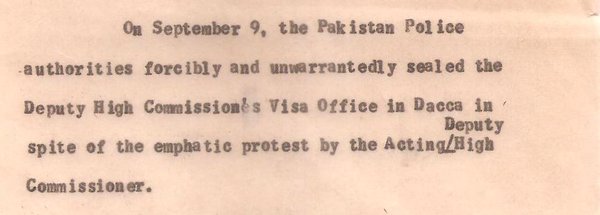 On September 9, the Pakistan Police
authorities forcibly and unwarrantedly sealed the
Deputy High Commission's Visa Office in Dacca in
spite of the emphatic protest by the Acting/Deputy High
Commissioner.